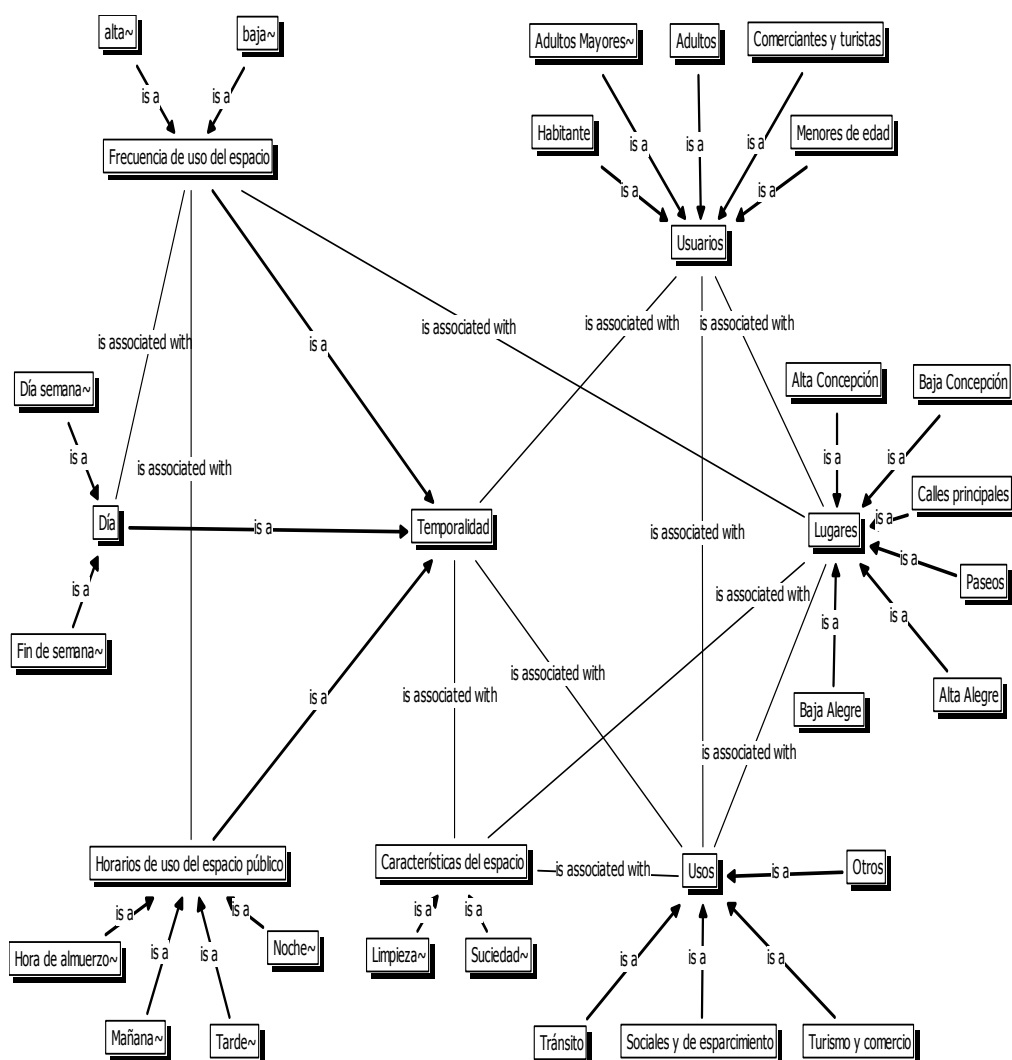 alta~
baja~
Adultos Mayores~
Adultos
Comerciantes y turistas
is a
is a
Habitante
is a
is a
is a
Menores de edad
Frecuencia de uso del espacio
is a
is a
Usuarios
is associated with
is a
is associated with
is associated with
is associated with
Día semana~
Alta Concepción
Baja Concepción
is a
is associated with
is a
is a
Calles principales
Día
is a
Temporalidad
is associated with
Lugares
is a
is a
Paseos
is a
is associated with
is a
is a
Fin de semana~
is a
is associated with
is associated with
Baja Alegre
Alta Alegre
is associated with
Horarios de uso del espacio público
Características del espacio
is associated with
Usos
is a
Otros
is a
is a
is a
is a
Hora de almuerzo~
is a
is a
Noche~
Limpieza~
Suciedad~
is a
is a
is a
Mañana~
Tarde~
Tránsito
Sociales y de esparcimiento
Turismo y comercio